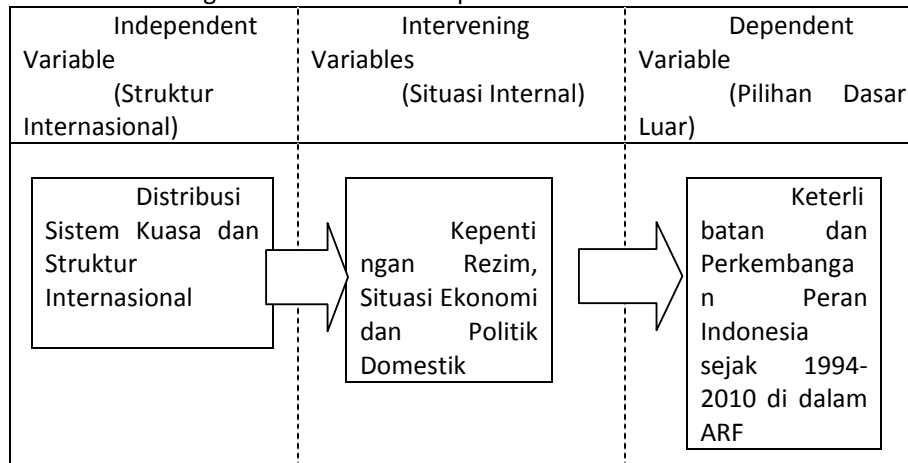 Independent
Variable
(Struktur
Internasional)
Intervening
Variables
(Situasi Internal)
Dependent
Variable
(Pilihan Dasar
Luar)
Distribusi
Sistem Kuasa dan
Struktur
Internasional
Kepenti
ngan Rezim,
Situasi Ekonomi
dan Politik
Domestik
Keterli
batan dan
Perkembanga
n Peran
Indonesia
sejak 1994-
2010 di dalam
ARF